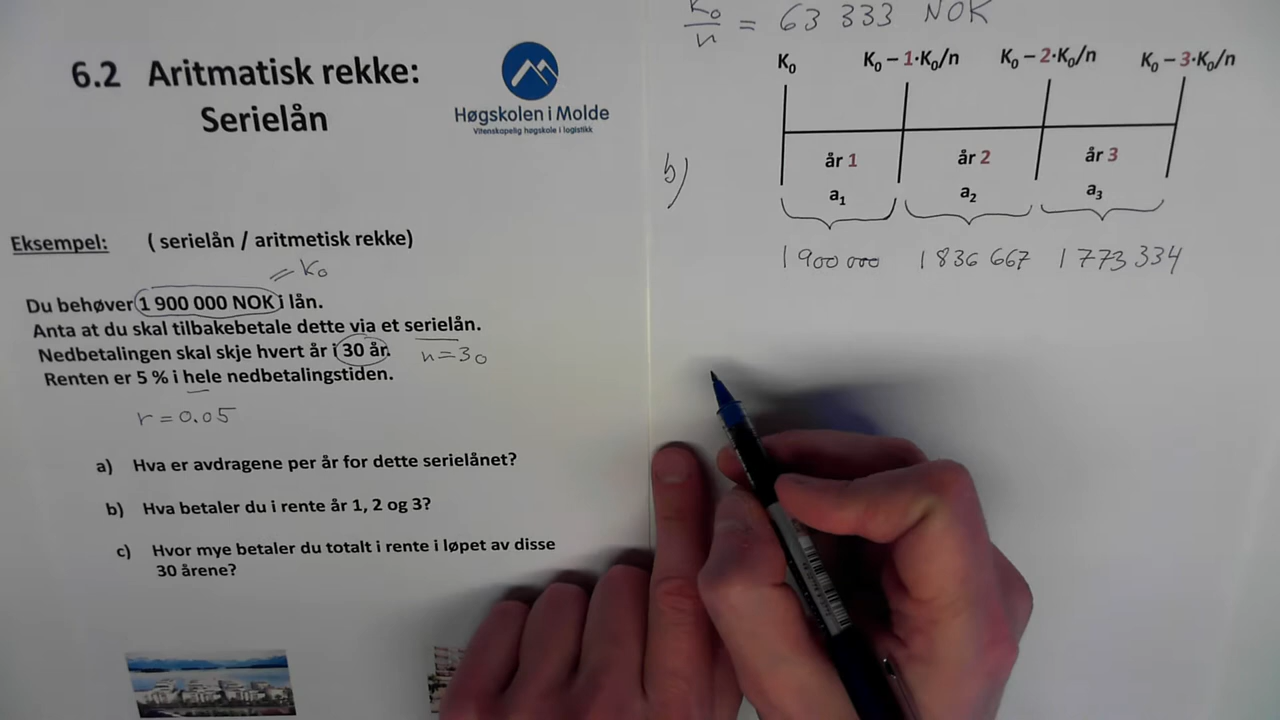 6.2 Aritmatisk rekke:
Serielån
Høgskolen i Molde
Vitenskapelig høgskole i logistikk
Eksempel: ( serielån / aritmetisk rekke)
= K₀
Du behøver 1 900 000 NOK i lån.
Anta at du skal tilbakebetale dette via et serielån.
Nedbetalingen skal skje hvert år i 30 år. n=30
Renten er 5 % i hele nedbetalingstiden.
r = 0.05
a) Hva er avdragene per år for dette serielånet?
b) Hva betaler du i rente år 1, 2 og 3?
c) Hvor mye betaler du totalt i rente i løpet av disse
30 årene?
K₀/n = 63 333 NOK
K₀ K₀ – 1·K₀/n K₀ – 2·K₀/n K₀ – 3·K₀/n
b)
år 1 år 2 år 3
a₁ a₂ a₃
1 900 000 1 836 667 1 773 334